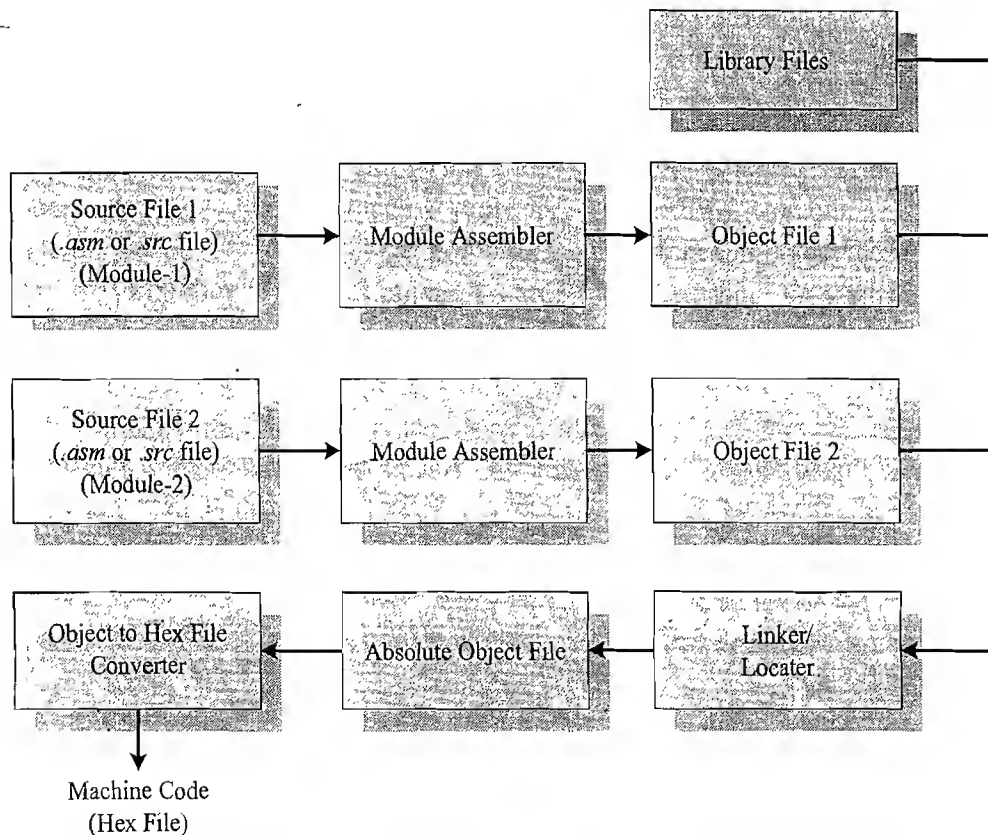 Library Files
Source File 1
(.asm or .src file)
(Module-1)
Module Assembler
Object File 1
Source File 2
(.asm or .src file)
(Module-2)
Module Assembler
Object File 2
Object to Hex File
Converter
Absolute Object File
Linker/
Locater
Machine Code
(Hex File)